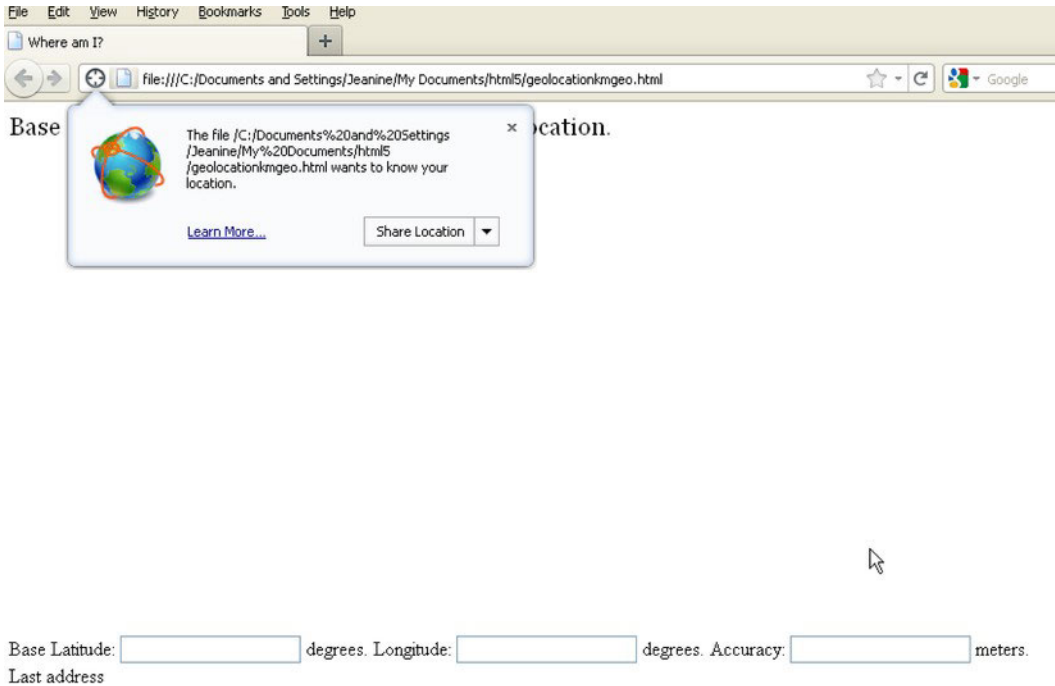 File Edit View History Bookmarks Tools Help
Where am I?
file:///C:/Documents and Settings/Jeanine/My Documents/html5/geolocationkmgeo.html Google
Base ocation.
The file /C:/Documents%20and%20Settings
/Jeanine/My%20Documents/html5
/geolocationkmgeo.html wants to know your
location.
Learn More... Share Location
Base Latitude: degrees. Longitude: degrees. Accuracy: meters.
Last address